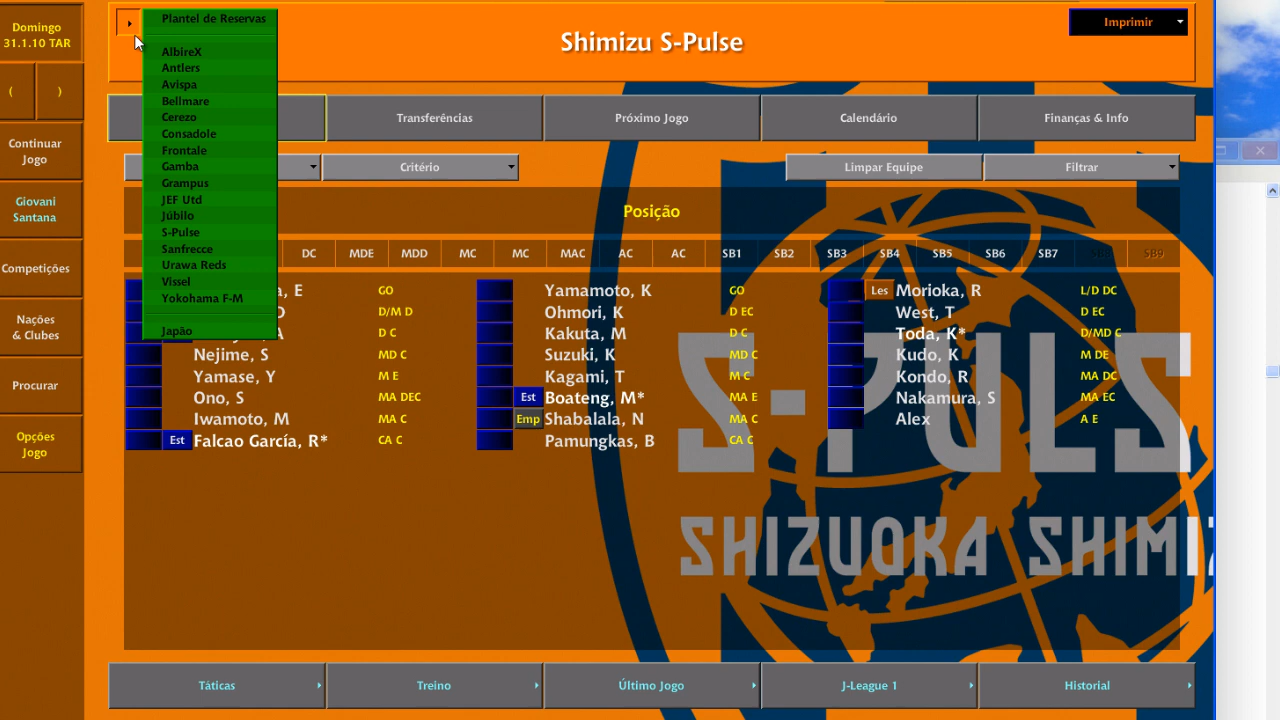 Domingo
31.1.10 TAR
(
)
Continuar
Jogo
Giovani
Santana
Competições
Nações
& Clubes
Procurar
Opções
Jogo
Plantel de Reservas
AlbireX
Antlers
Avispa
Bellmare
Cerezo
Consadole
Frontale
Gamba
Grampus
JEF Utd
Júbilo
S-Pulse
Sanfrecce
Urawa Reds
Vissel
Yokohama F-M
Japão
Shimizu S-Pulse
Imprimir
Transferências
Próximo Jogo
Calendário
Finanças & Info
Critério
Limpar Equipe
Filtrar
Posição
DC MDE MDD MC MC MAC AC AC SB1 SB2 SB3 SB4 SB5 SB6 SB7 SB8 SB9
a, E GO
D/M D
D C
Nejime, S MD C
Yamase, Y M E
Ono, S MA DEC
Iwamoto, M MA C
Est Falcao García, R* CA C
Yamamoto, K GO
Ohmori, K D EC
Kakuta, M D C
Suzuki, K MD C
Kagami, T M C
Est Boateng, M* MA E
Emp Shabalala, N MA C
Pamungkas, B CA C
Les Morioka, R L/D DC
West, T D EC
Toda, K* D/MD C
Kudo, K M DE
Kondo, R MA DC
Nakamura, S MA EC
Alex A E
S-PULS
SHIZUOKA SHIMI
Táticas
Treino
Último Jogo
J-League 1
Historial